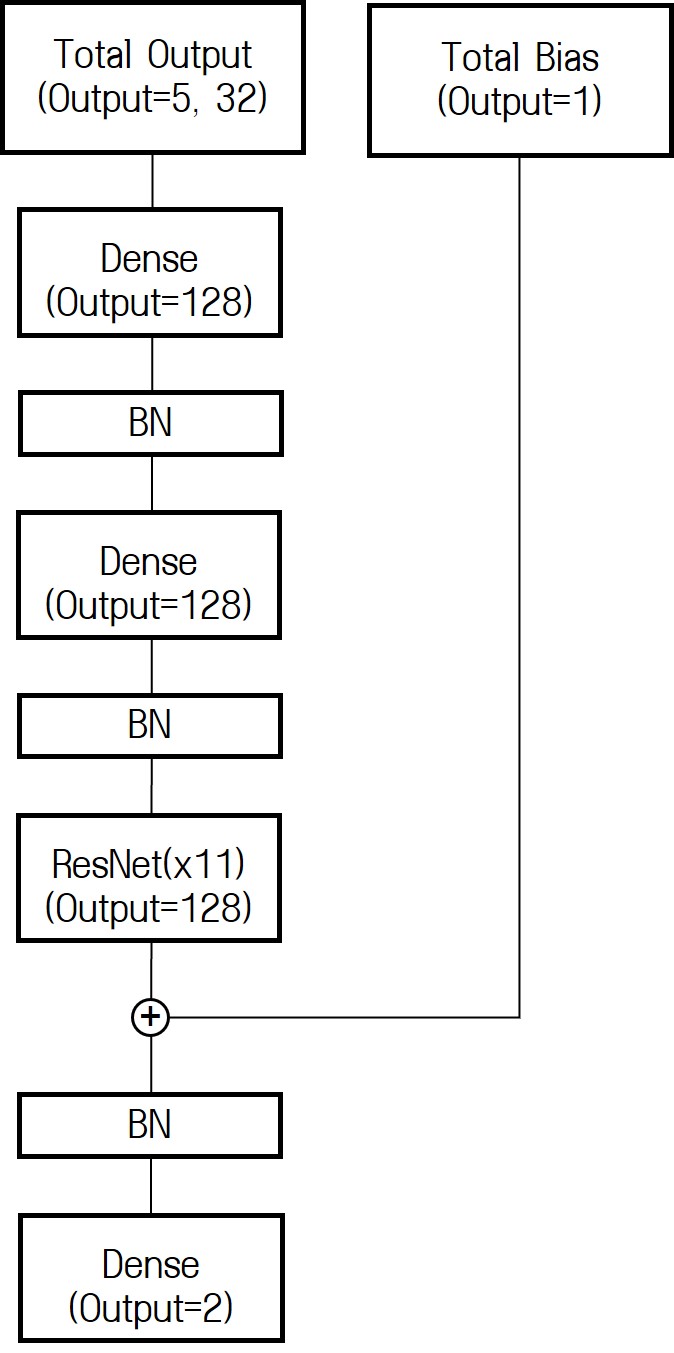 Total Output
(Output=5, 32)
Total Bias
(Output=1)
Dense
(Output=128)
BN
Dense
(Output=128)
BN
ResNet(x11)
(Output=128)
+
BN
Dense
(Output=2)